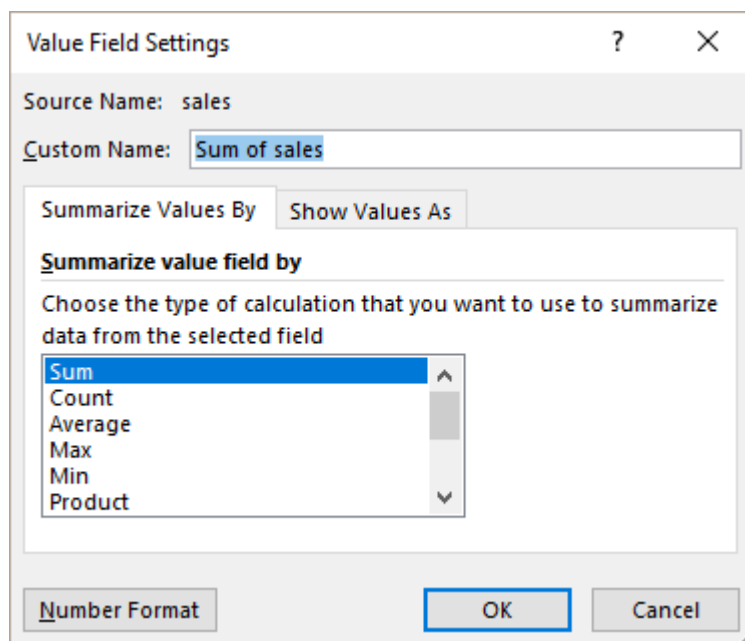 Value Field Settings ?
Source Name: sales
Custom Name: Sum of sales
Summarize Values By Show Values As
Summarize value field by
Choose the type of calculation that you want to use to summarize
data from the selected field
Sum
Count
Average
Max
Min
Product
Number Format OK Cancel